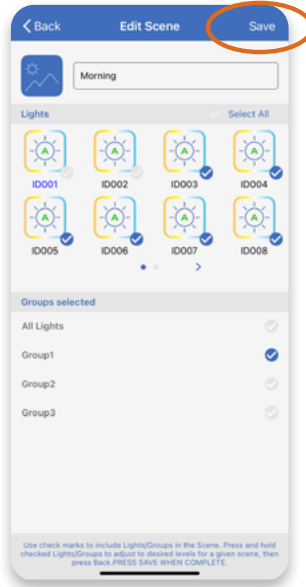 Back Edit Scene Save
Morning
Lights Select All
A A A A
ID001 ID002 ID003 ID004
A A A A
ID005 ID006 ID007 ID008
Groups selected
All Lights
Group1
Group2
Group3
Use check marks to include Lights/Groups in the Scene. Press and hold
checked Lights/Groups to adjust to desired levels for a given scene, then
press Back.PRESS SAVE WHEN COMPLETE.